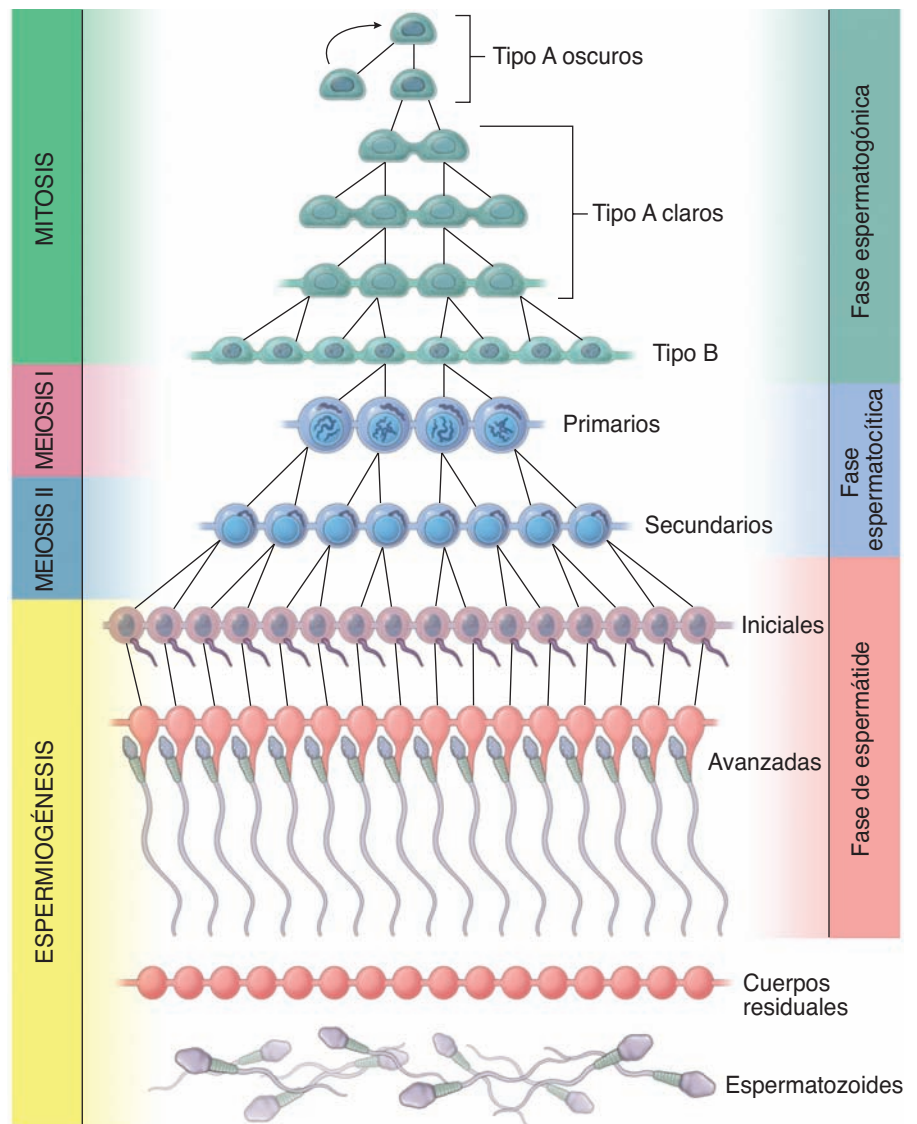 MITOSIS
MEIOSIS I
MEIOSIS II
ESPERMIOGÉNESIS
Tipo A oscuros
Tipo A claros
Tipo B
Primarios
Secundarios
Iniciales
Avanzadas
Cuerpos
residuales
Espermatozoides
Fase espermatogónica
Fase
espermatocítica
Fase de espermátide